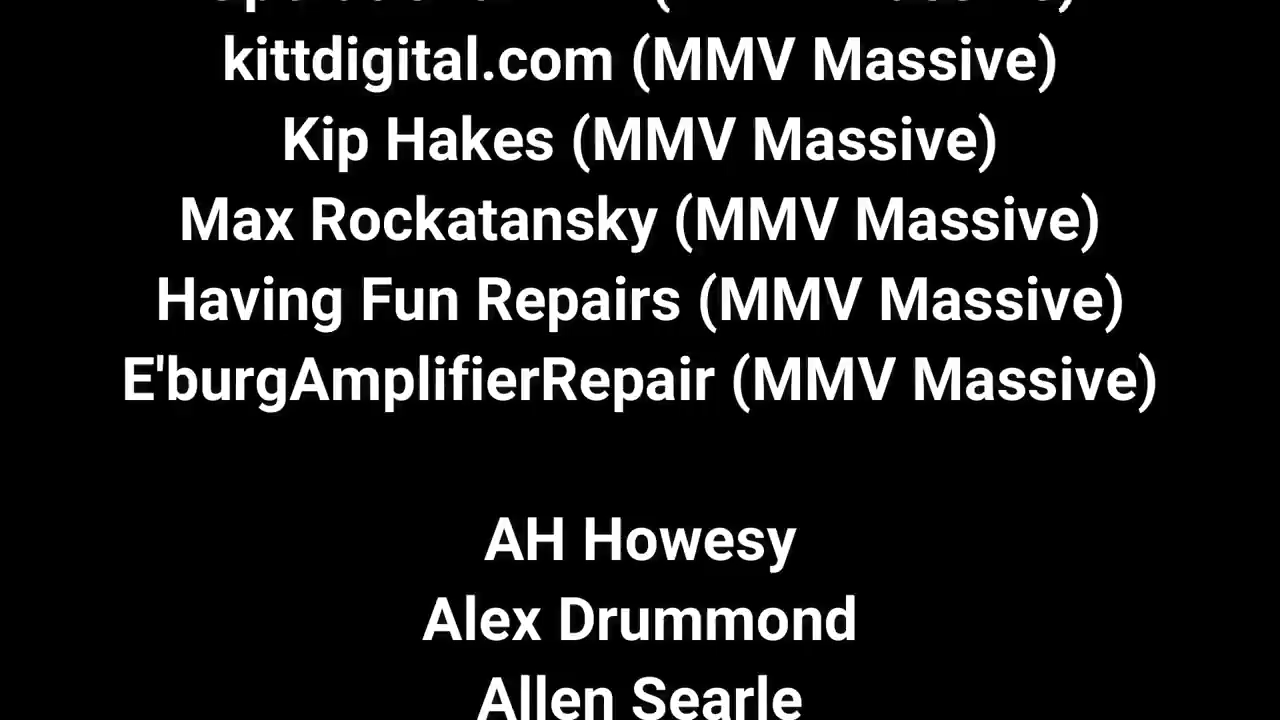 kittdigital.com (MMV Massive)
Kip Hakes (MMV Massive)
Max Rockatansky (MMV Massive)
Having Fun Repairs (MMV Massive)
E'burgAmplifierRepair (MMV Massive)
AH Howesy
Alex Drummond
Allen Searle